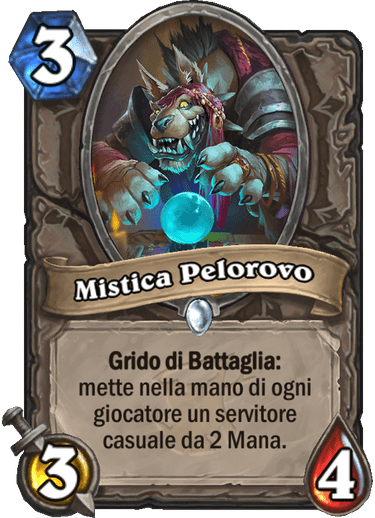 3
Mistica Pelorovo
Grido di Battaglia:
mette nella mano di ogni
giocatore un servitore
casuale da 2 Mana.
3
4